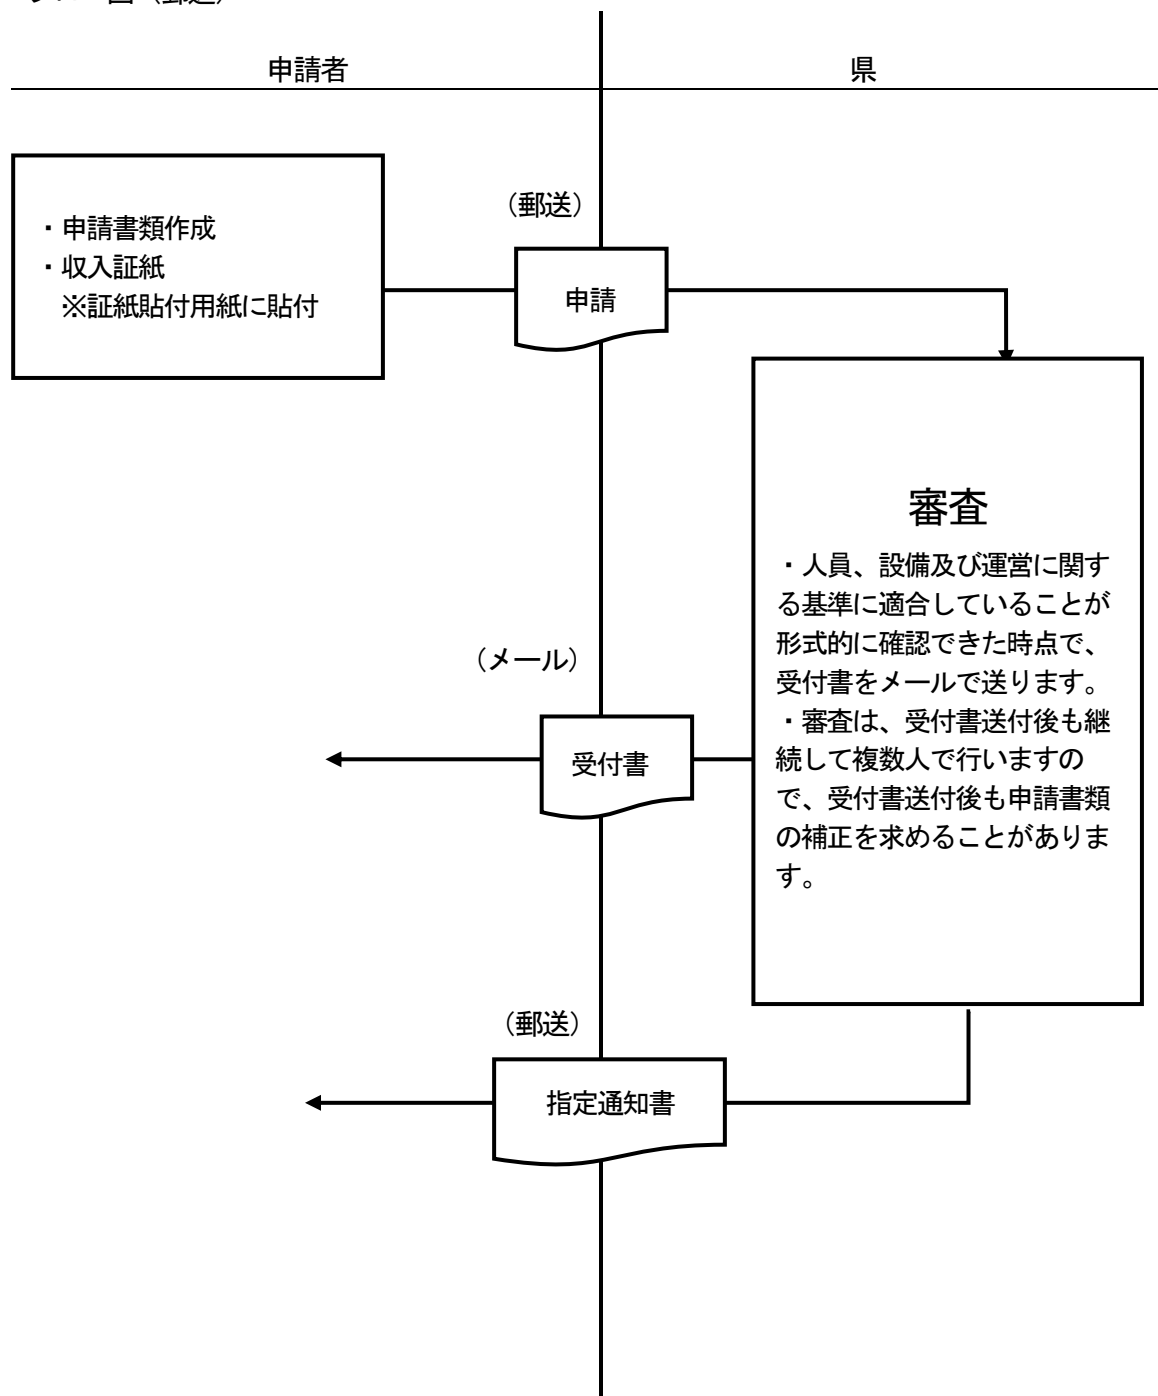 申請者
県
・申請書類作成
・収入証紙
※証紙貼付用紙に貼付
（郵送）
申請
審査
・人員、設備及び運営に関す
る基準に適合していることが
形式的に確認できた時点で、
受付書をメールで送ります。
・審査は、受付書送付後も継
続して複数人で行いますの
で、受付書送付後も申請書類
の補正を求めることがありま
す。
（メール）
受付書
（郵送）
指定通知書